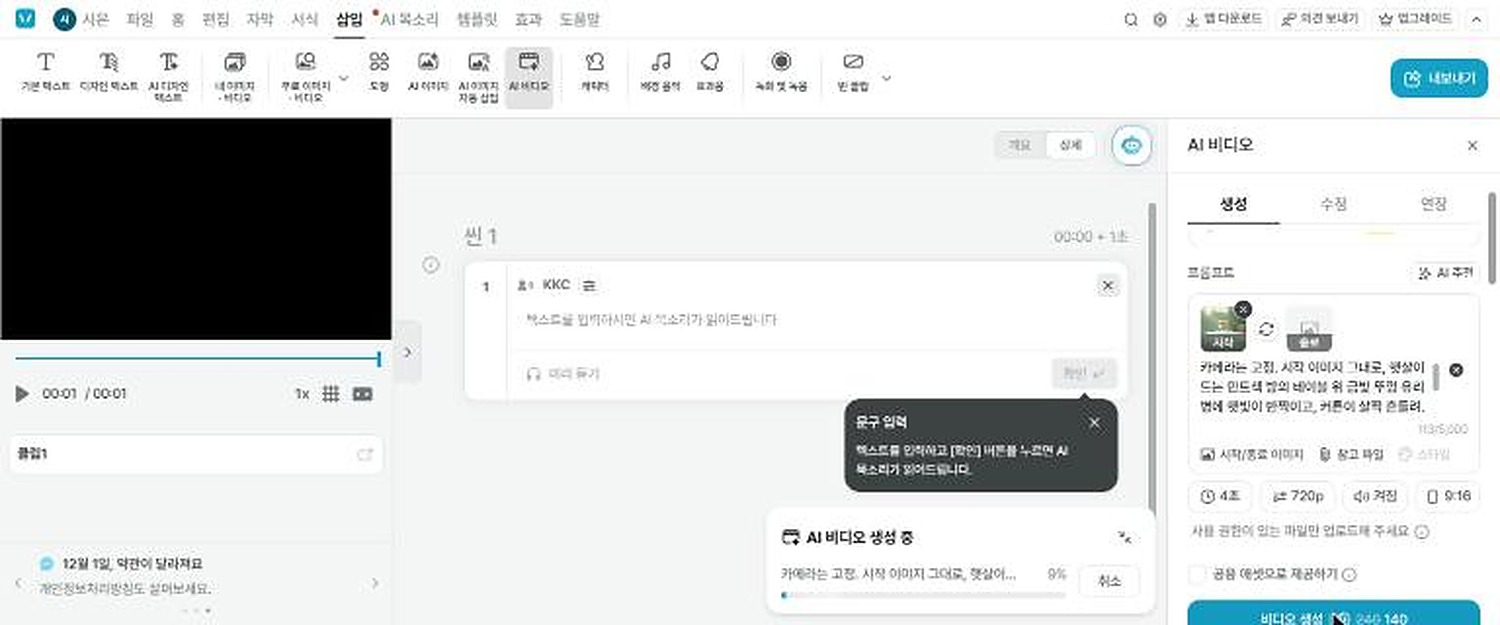 AI 시온 파일 홈 편집 자막 서식 삽입 AI 목소리 템플릿 효과 도움말
앱 다운로드 의견 보내기 업그레이드
기본 텍스트 디자인 텍스트 AI 디자인 텍스트 내 이미지·비디오 무료 이미지·비디오 도형 AI 이미지 AI 이미지 자동 삽입 AI 비디오 캐릭터 배경 음악 효과음 녹화 및 녹음 빈 클립
내보내기
개요 상세
AI 비디오
생성 수정 연장
씬 1
00:00 + 1초
1 KKC
텍스트를 입력하시면 AI 목소리가 읽어드립니다
미리 듣기
확인
문구 입력
텍스트를 입력하고 [확인] 버튼을 누르면 AI
목소리가 읽어드립니다.
00:01 / 00:01
1x
클립1
12월 1일, 약관이 달라져요
개인정보처리방침도 살펴보세요.
AI 비디오 생성 중
카메라는 고정. 시작 이미지 그대로, 햇살이...
9%
취소
프롬프트
AI 추천
시작
종료
카메라는 고정. 시작 이미지 그대로, 햇살이
드는 민트색 방의 테이블 위 금빛 뚜껑 유리
병에 햇빛이 반짝이고, 커튼이 살짝 흔들려.
113/5,000
시작/종료 이미지 참고 파일 스타일
4초 720p 켜짐 9:16
사용 권한이 있는 파일만 업로드해 주세요
공용 에셋으로 제공하기
비디오 생성 240 140